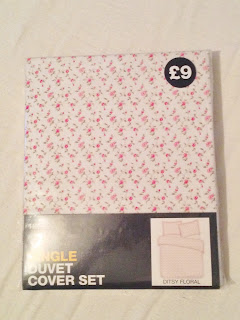 £9
SINGLE
DUVET
COVER SET
DITSY FLORAL